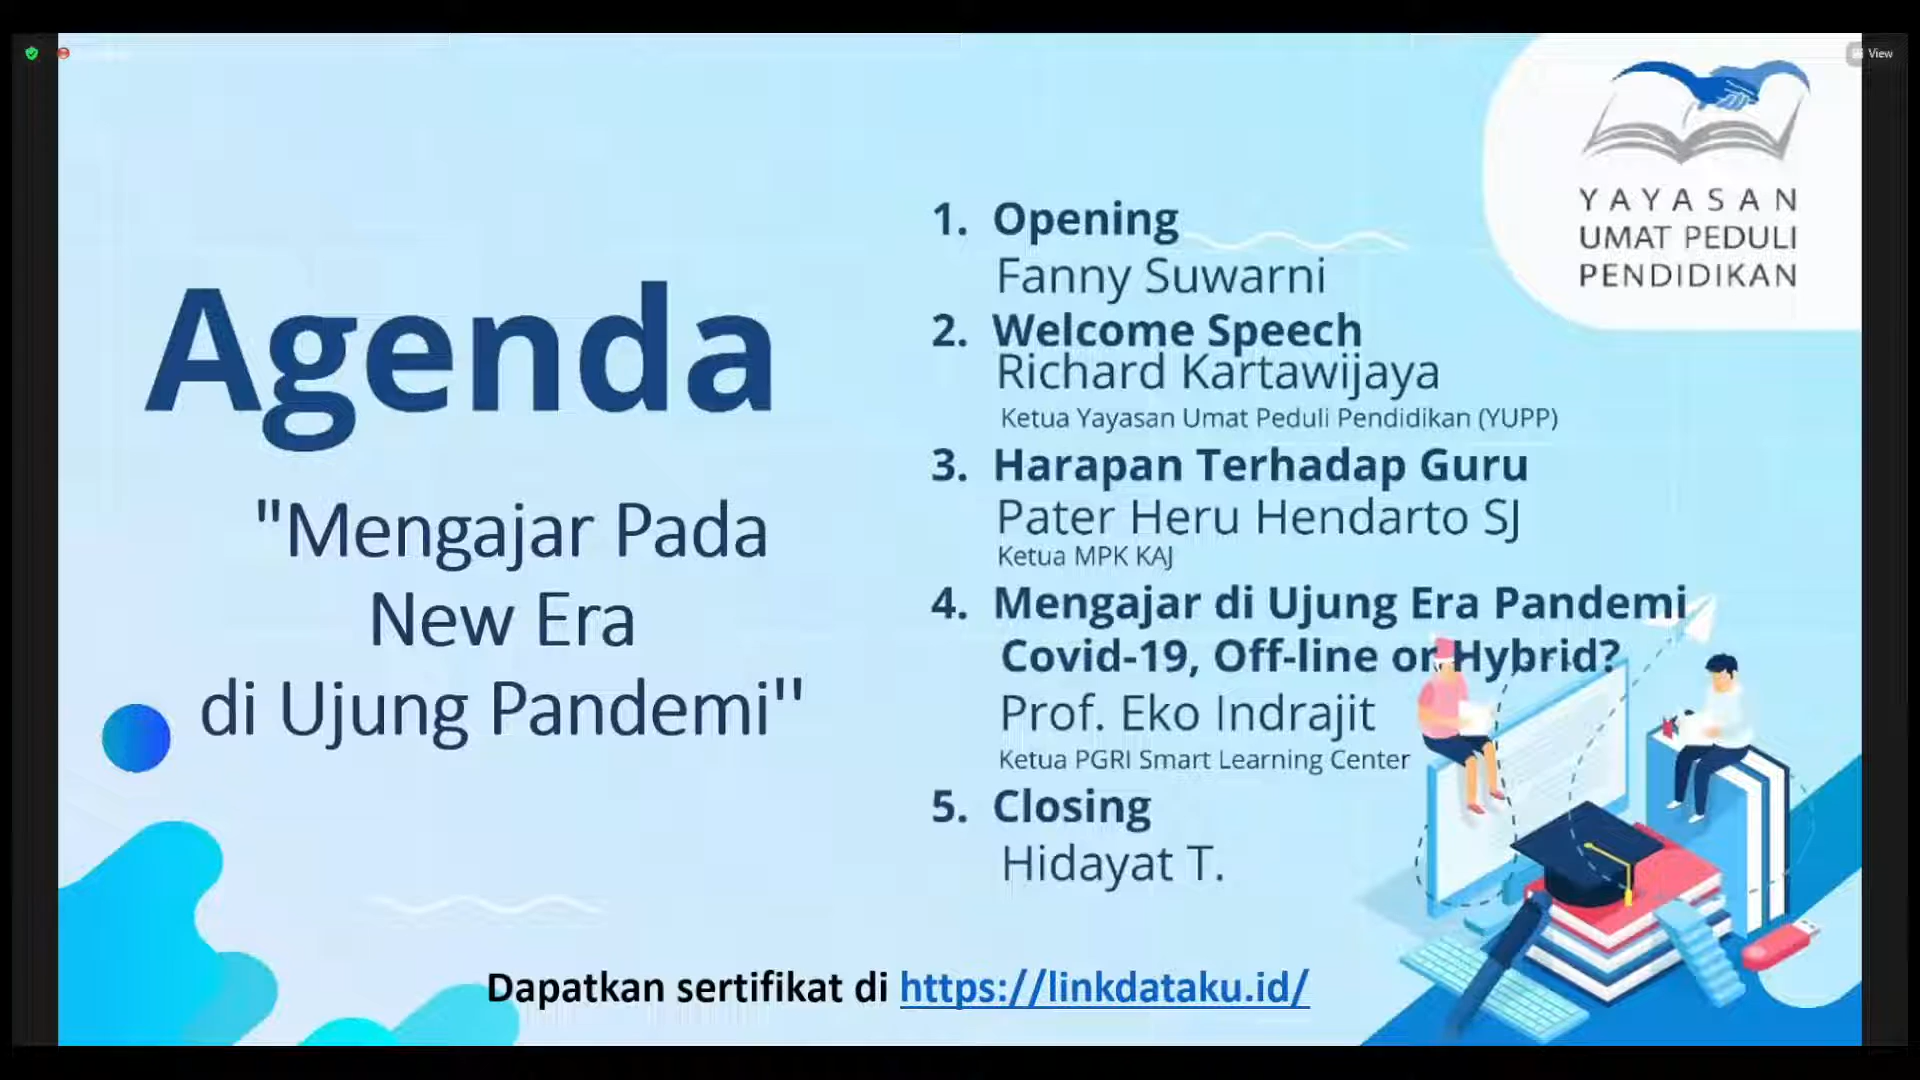 View
YAYASAN
UMAT PEDULI
PENDIDIKAN
Agenda
"Mengajar Pada
New Era
di Ujung Pandemi"
1. Opening
Fanny Suwarni
2. Welcome Speech
Richard Kartawijaya
Ketua Yayasan Umat Peduli Pendidikan (YUPP)
3. Harapan Terhadap Guru
Pater Heru Hendarto SJ
Ketua MPK KAJ
4. Mengajar di Ujung Era Pandemi
Covid-19, Off-line or Hybrid?
Prof. Eko Indrajit
Ketua PGRI Smart Learning Center
5. Closing
Hidayat T.
Dapatkan sertifikat di https://linkdataku.id/